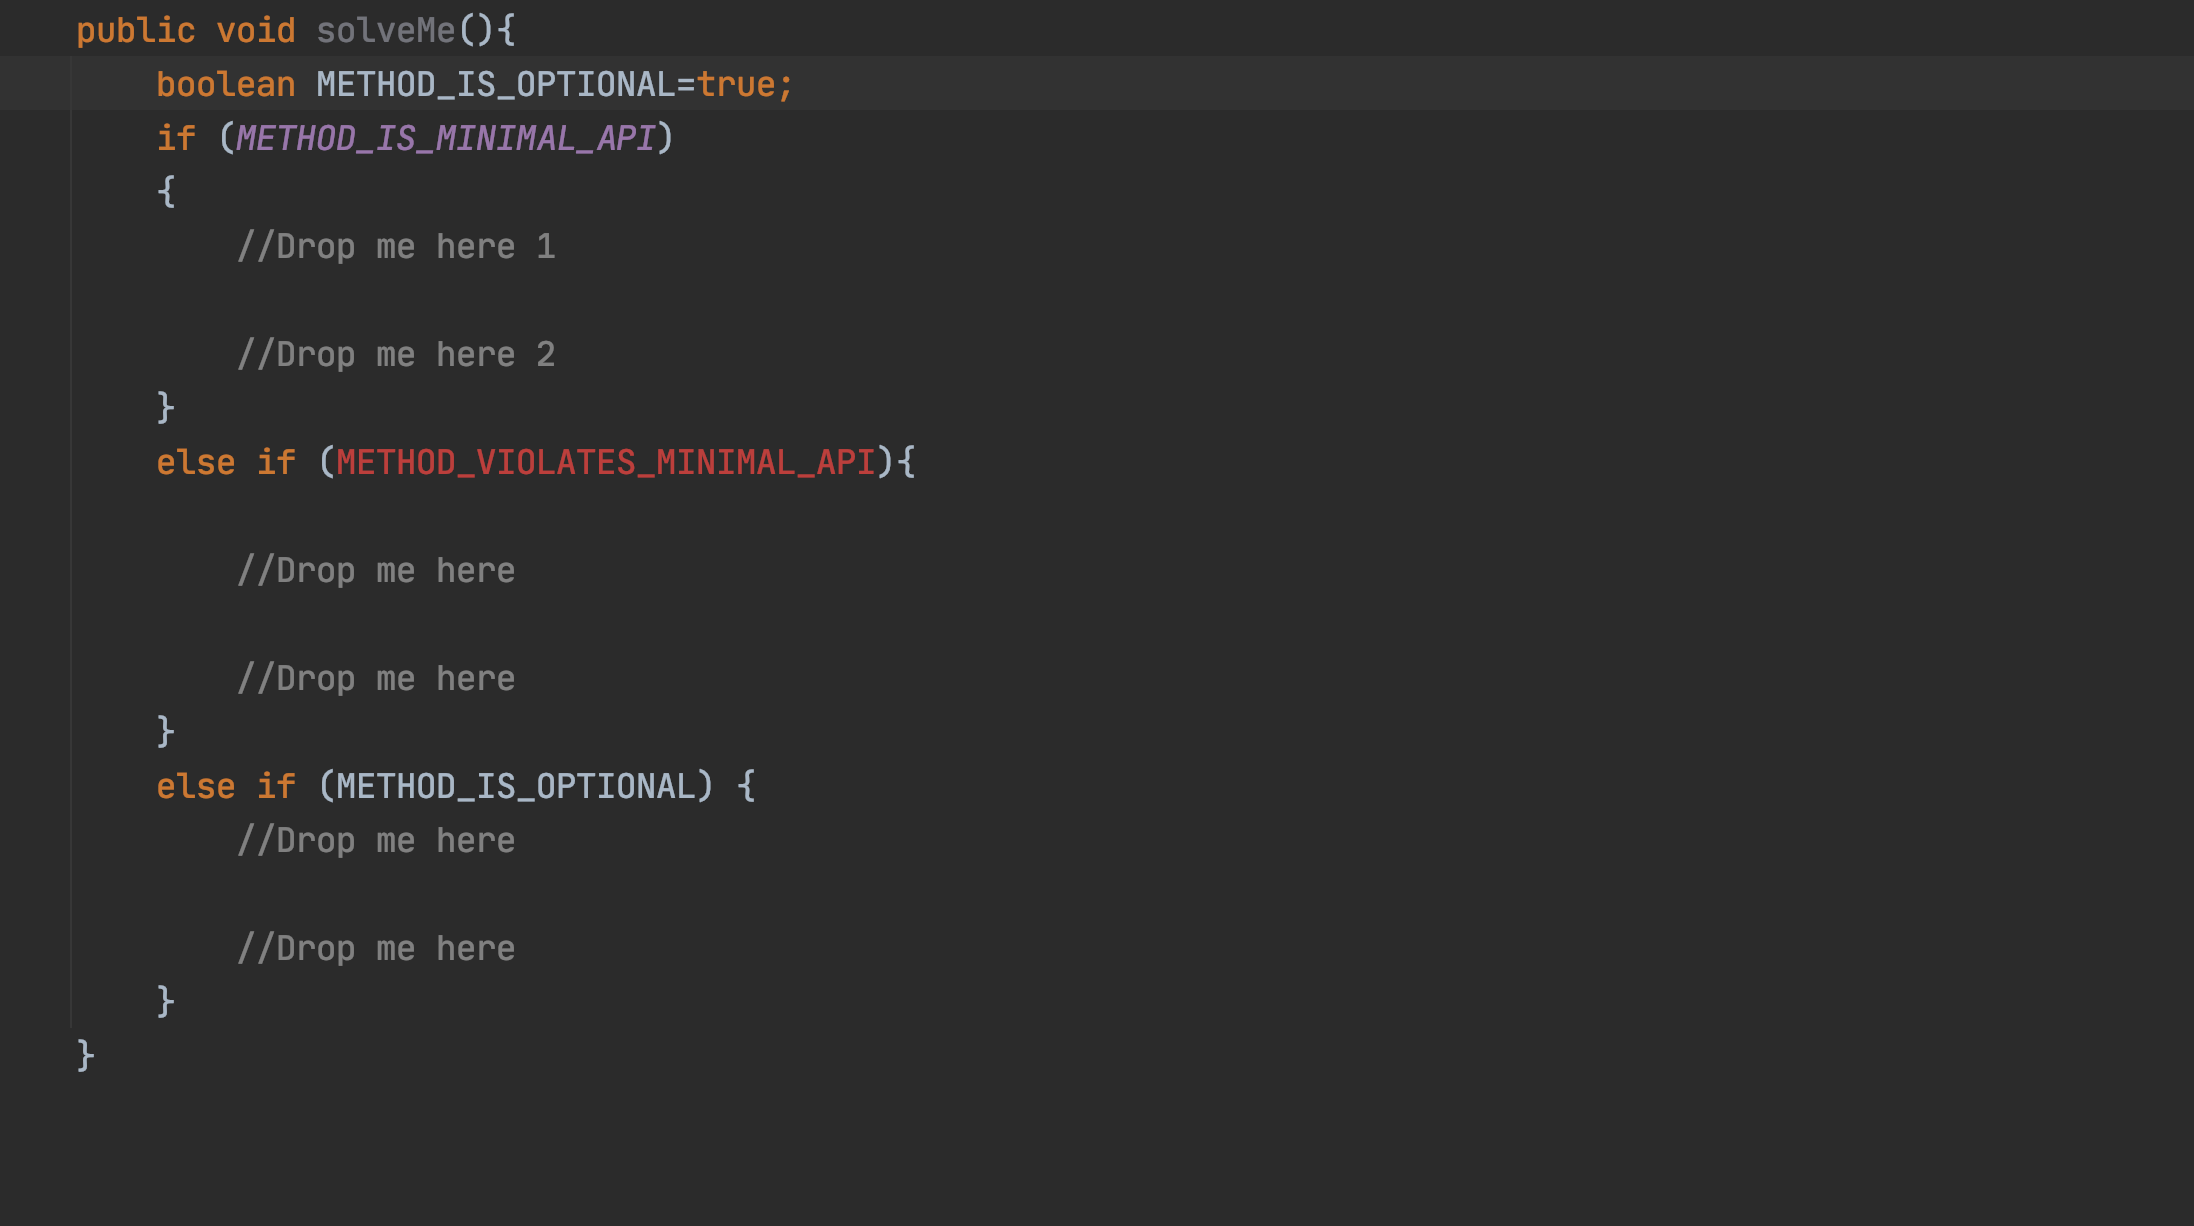 public void solveMe(){
boolean METHOD_IS_OPTIONAL=true;
if (METHOD_IS_MINIMAL_API)
{
//Drop me here 1
//Drop me here 2
}
else if (METHOD_VIOLATES_MINIMAL_API){
//Drop me here
//Drop me here
}
else if (METHOD_IS_OPTIONAL) {
//Drop me here
//Drop me here
}
}